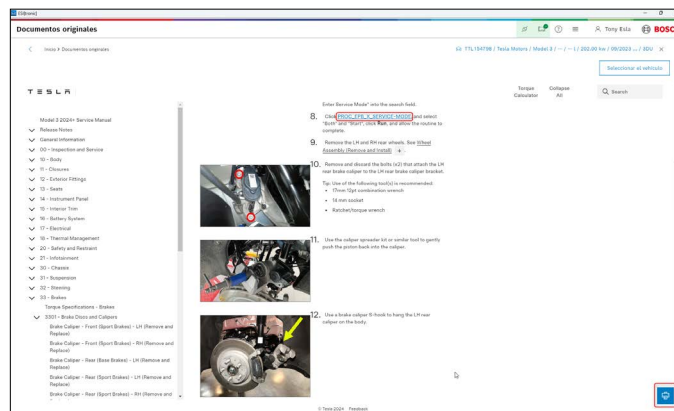 ES[tronic]
Documentos originales
Tony Esla
BOSC
Inicio > Documentos originales
TTL154798 / Tesla Motors / Model 3 / -- / -- ) / 202.00 kw / 09/2023 ... / 3DU
Seleccionar el vehículo
TESLA
Torque Calculator
Collapse All
Search
Model 3 2024+ Service Manual
Release Notes
General Information
00 - Inspection and Service
10 - Body
11 - Closures
12 - Exterior Fittings
13 - Seats
14 - Instrument Panel
15 - Interior Trim
16 - Battery System
17 - Electrical
18 - Thermal Management
20 - Safety and Restraint
21 - Infotainment
30 - Chassis
31 - Suspension
32 - Steering
33 - Brakes
Torque Specifications - Brakes
3301 - Brake Discs and Calipers
Brake Caliper - Front (Sport Brakes) - LH (Remove and
Replace)
Brake Caliper - Front (Sport Brakes) - RH (Remove and
Replace)
Brake Caliper - Rear (Base Brakes) - LH (Remove and
Replace)
Brake Caliper - Rear (Sport Brakes) - LH (Remove and
Replace)
Brake Caliper - Rear (Sport Brakes) - RH (Remove and
Enter Service Mode" into the search field.
8. Click PROC_EPB_X_SERVICE-MODE, and select
"Both" and "Start", click Run, and allow the routine to
complete.
9. Remove the LH and RH rear wheels. See Wheel
Assembly (Remove and Install) +.
10. Remove and discard the bolts (x2) that attach the LH
rear brake caliper to the LH rear brake caliper bracket.
Tip: Use of the following tool(s) is recommended:
• 17mm 12pt combination wrench
• 14 mm socket
• Ratchet/torque wrench
11. Use the caliper spreader kit or similar tool to gently
push the piston back into the caliper.
12. Use a brake caliper S-hook to hang the LH rear
caliper on the body.
© Tesla 2024 Feedback